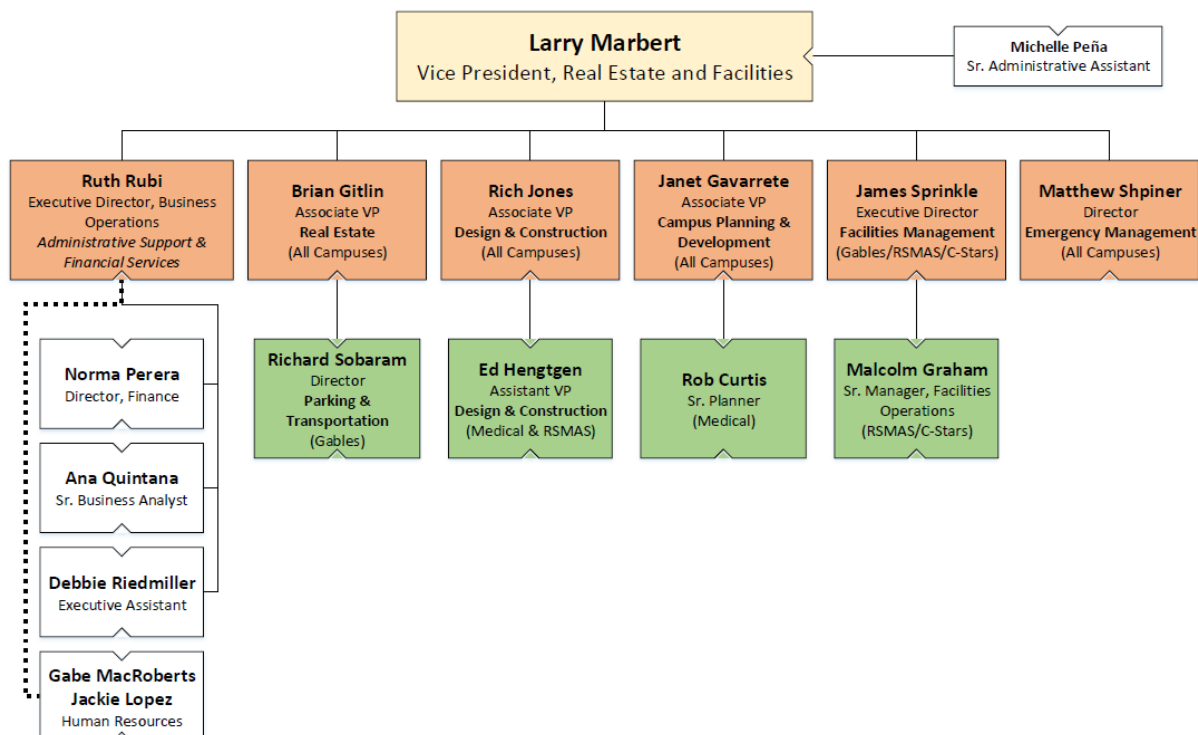 Larry Marbert
Vice President, Real Estate and Facilities
Michelle Peña
Sr. Administrative Assistant
Ruth Rubi
Executive Director, Business
Operations
Administrative Support &
Financial Services
Brian Gitlin
Associate VP
Real Estate
(All Campuses)
Rich Jones
Associate VP
Design & Construction
(All Campuses)
Janet Gavarrete
Associate VP
Campus Planning &
Development
(All Campuses)
James Sprinkle
Executive Director
Facilities Management
(Gables/RSMAS/C-Stars)
Matthew Shpiner
Director
Emergency Management
(All Campuses)
Norma Perera
Director, Finance
Ana Quintana
Sr. Business Analyst
Debbie Riedmiller
Executive Assistant
Gabe MacRoberts
Jackie Lopez
Human Resources
Richard Sobaram
Director
Parking &
Transportation
(Gables)
Ed Hengtgen
Assistant VP
Design & Construction
(Medical & RSMAS)
Rob Curtis
Sr. Planner
(Medical)
Malcolm Graham
Sr. Manager, Facilities
Operations
(RSMAS/C-Stars)